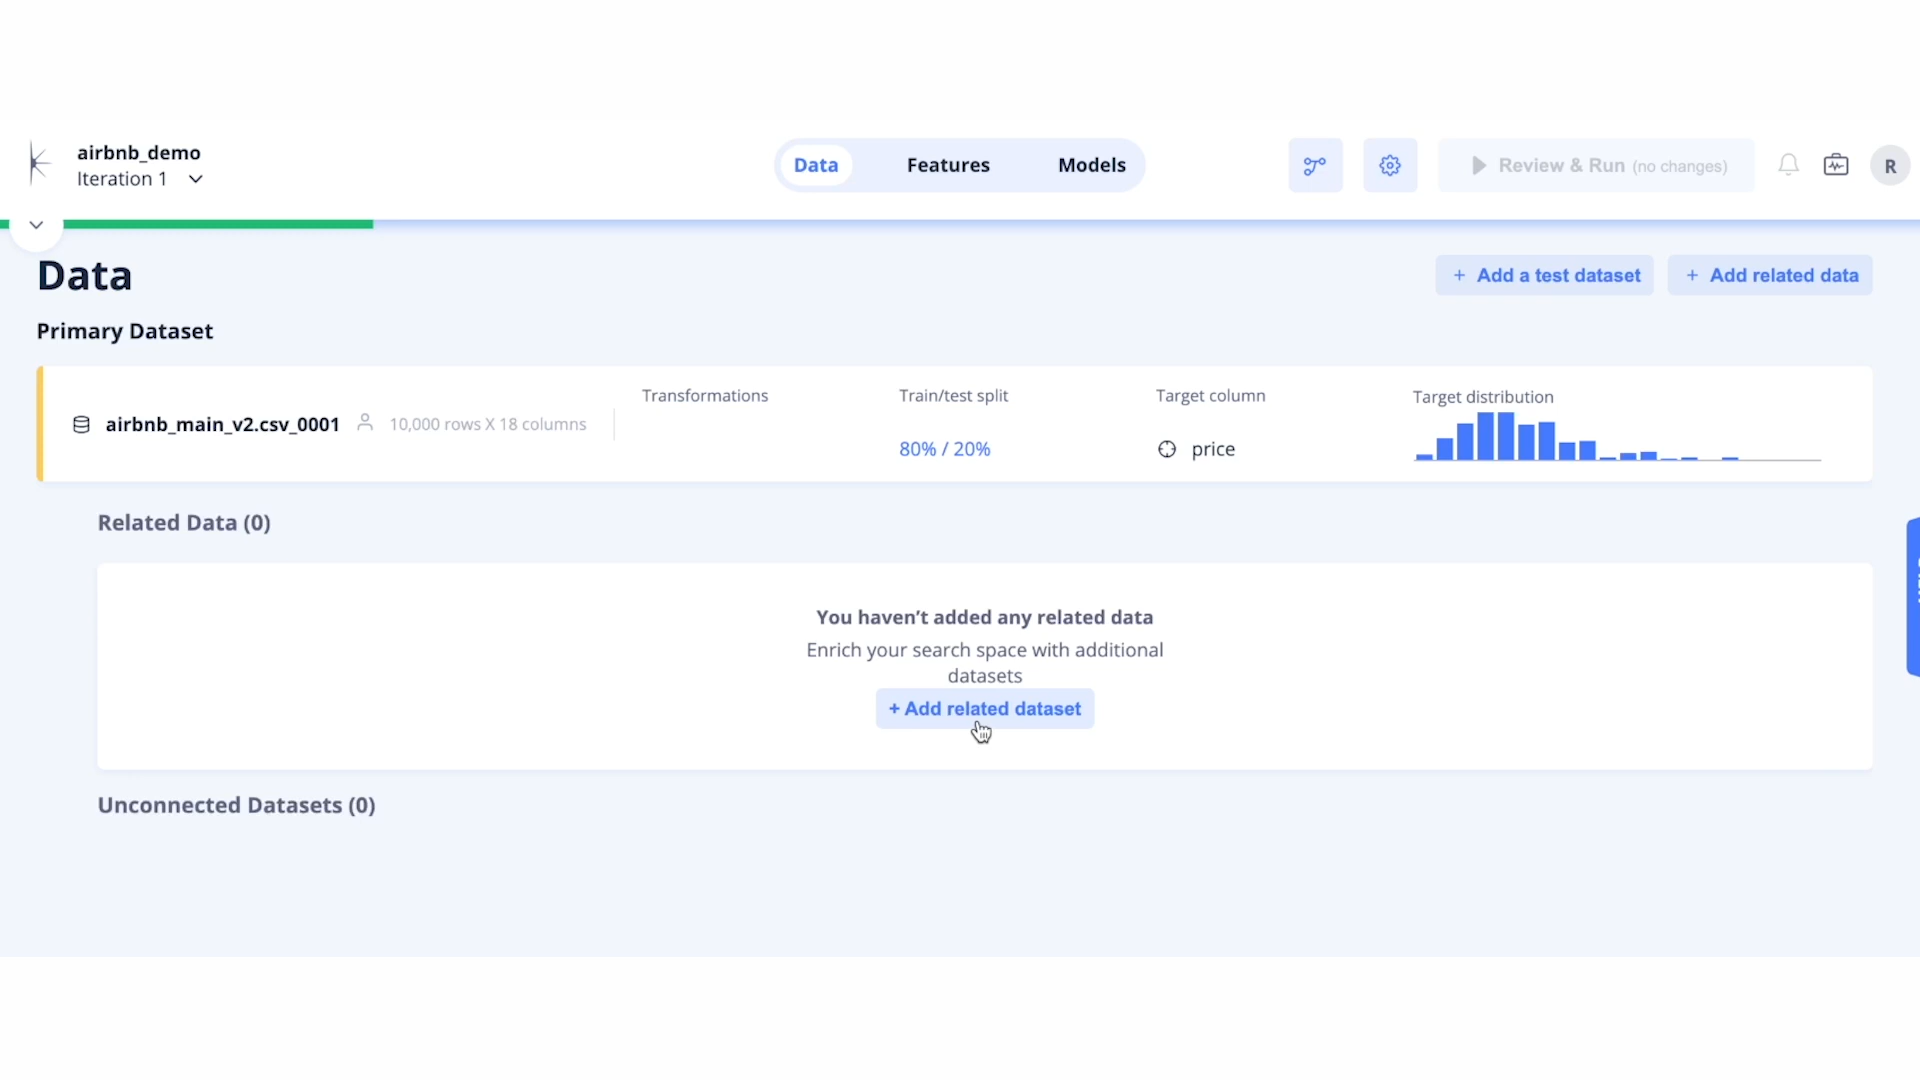 airbnb_demo
Iteration 1
Data
Features
Models
Review & Run (no changes)
R
Data
+ Add a test dataset
+ Add related data
Primary Dataset
airbnb_main_v2.csv_0001
10,000 rows X 18 columns
Transformations
Train/test split
80% / 20%
Target column
price
Target distribution
Related Data (0)
You haven’t added any related data
Enrich your search space with additional
datasets
+ Add related dataset
Unconnected Datasets (0)